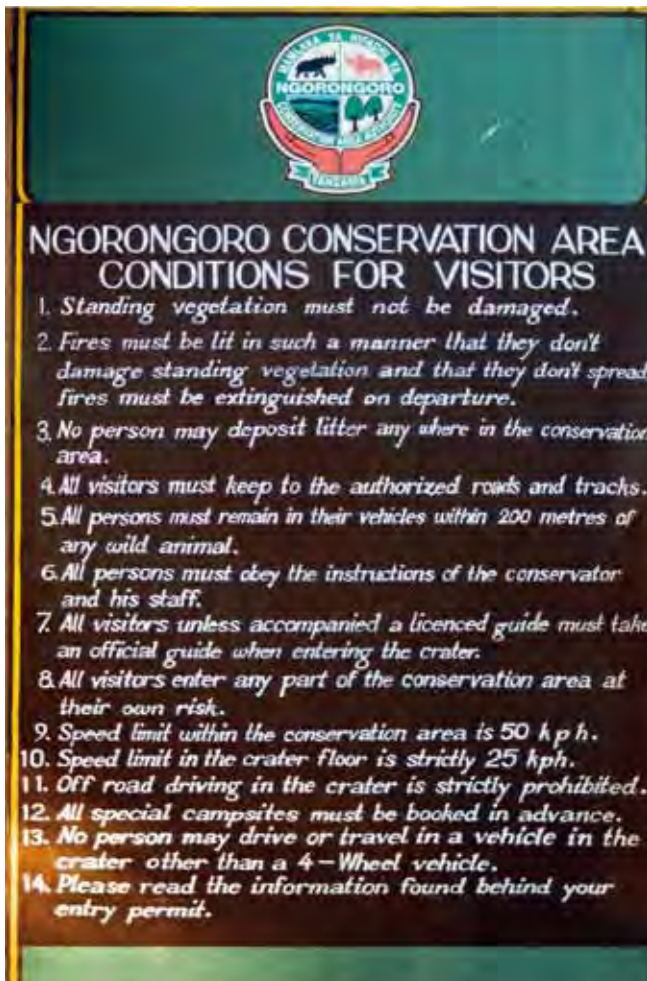 MAMLAKA YA HIFADHI YA
NGORONGORO
CONSERVATION AREA AUTHORITY
TANZANIA
NGORONGORO CONSERVATION AREA
CONDITIONS FOR VISITORS
1. Standing vegetation must not be damaged.
2. Fires must be lit in such a manner that they don't
damage standing vegetation and that they don't spread
fires must be extinguished on departure.
3. No person may deposit litter any where in the conservation
area.
4. All visitors must keep to the authorized roads and tracks.
5. All persons must remain in their vehicles within 200 metres of
any wild animal.
6. All persons must obey the instructions of the conservator
and his staff.
7. All visitors unless accompanied a licenced guide must take
an official guide when entering the crater.
8. All visitors enter any part of the conservation area at
their own risk.
9. Speed limit within the conservation area is 50 kph.
10. Speed limit in the crater floor is strictly 25 kph.
11. Off road driving in the crater is strictly prohibited.
12. All special campsites must be booked in advance.
13. No person may drive or travel in a vehicle in the
crater other than a 4-Wheel vehicle.
14. Please read the information found behind your
entry permit.